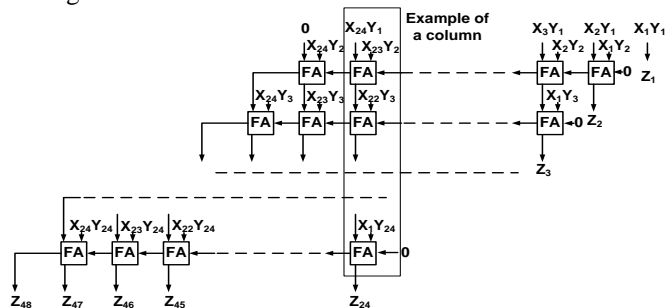 0 X24Y1 Example of a column X3Y1 X2Y1 X1Y1
X24Y2 X23Y2 X2Y2 X1Y2
FA FA FA FA 0
Z1
X24Y3 X23Y3 X22Y3 X1Y3
FA FA FA FA 0 Z2
Z3
X24Y24 X23Y24 X22Y24 X1Y24
FA FA FA FA 0
Z48 Z47 Z46 Z45 Z24